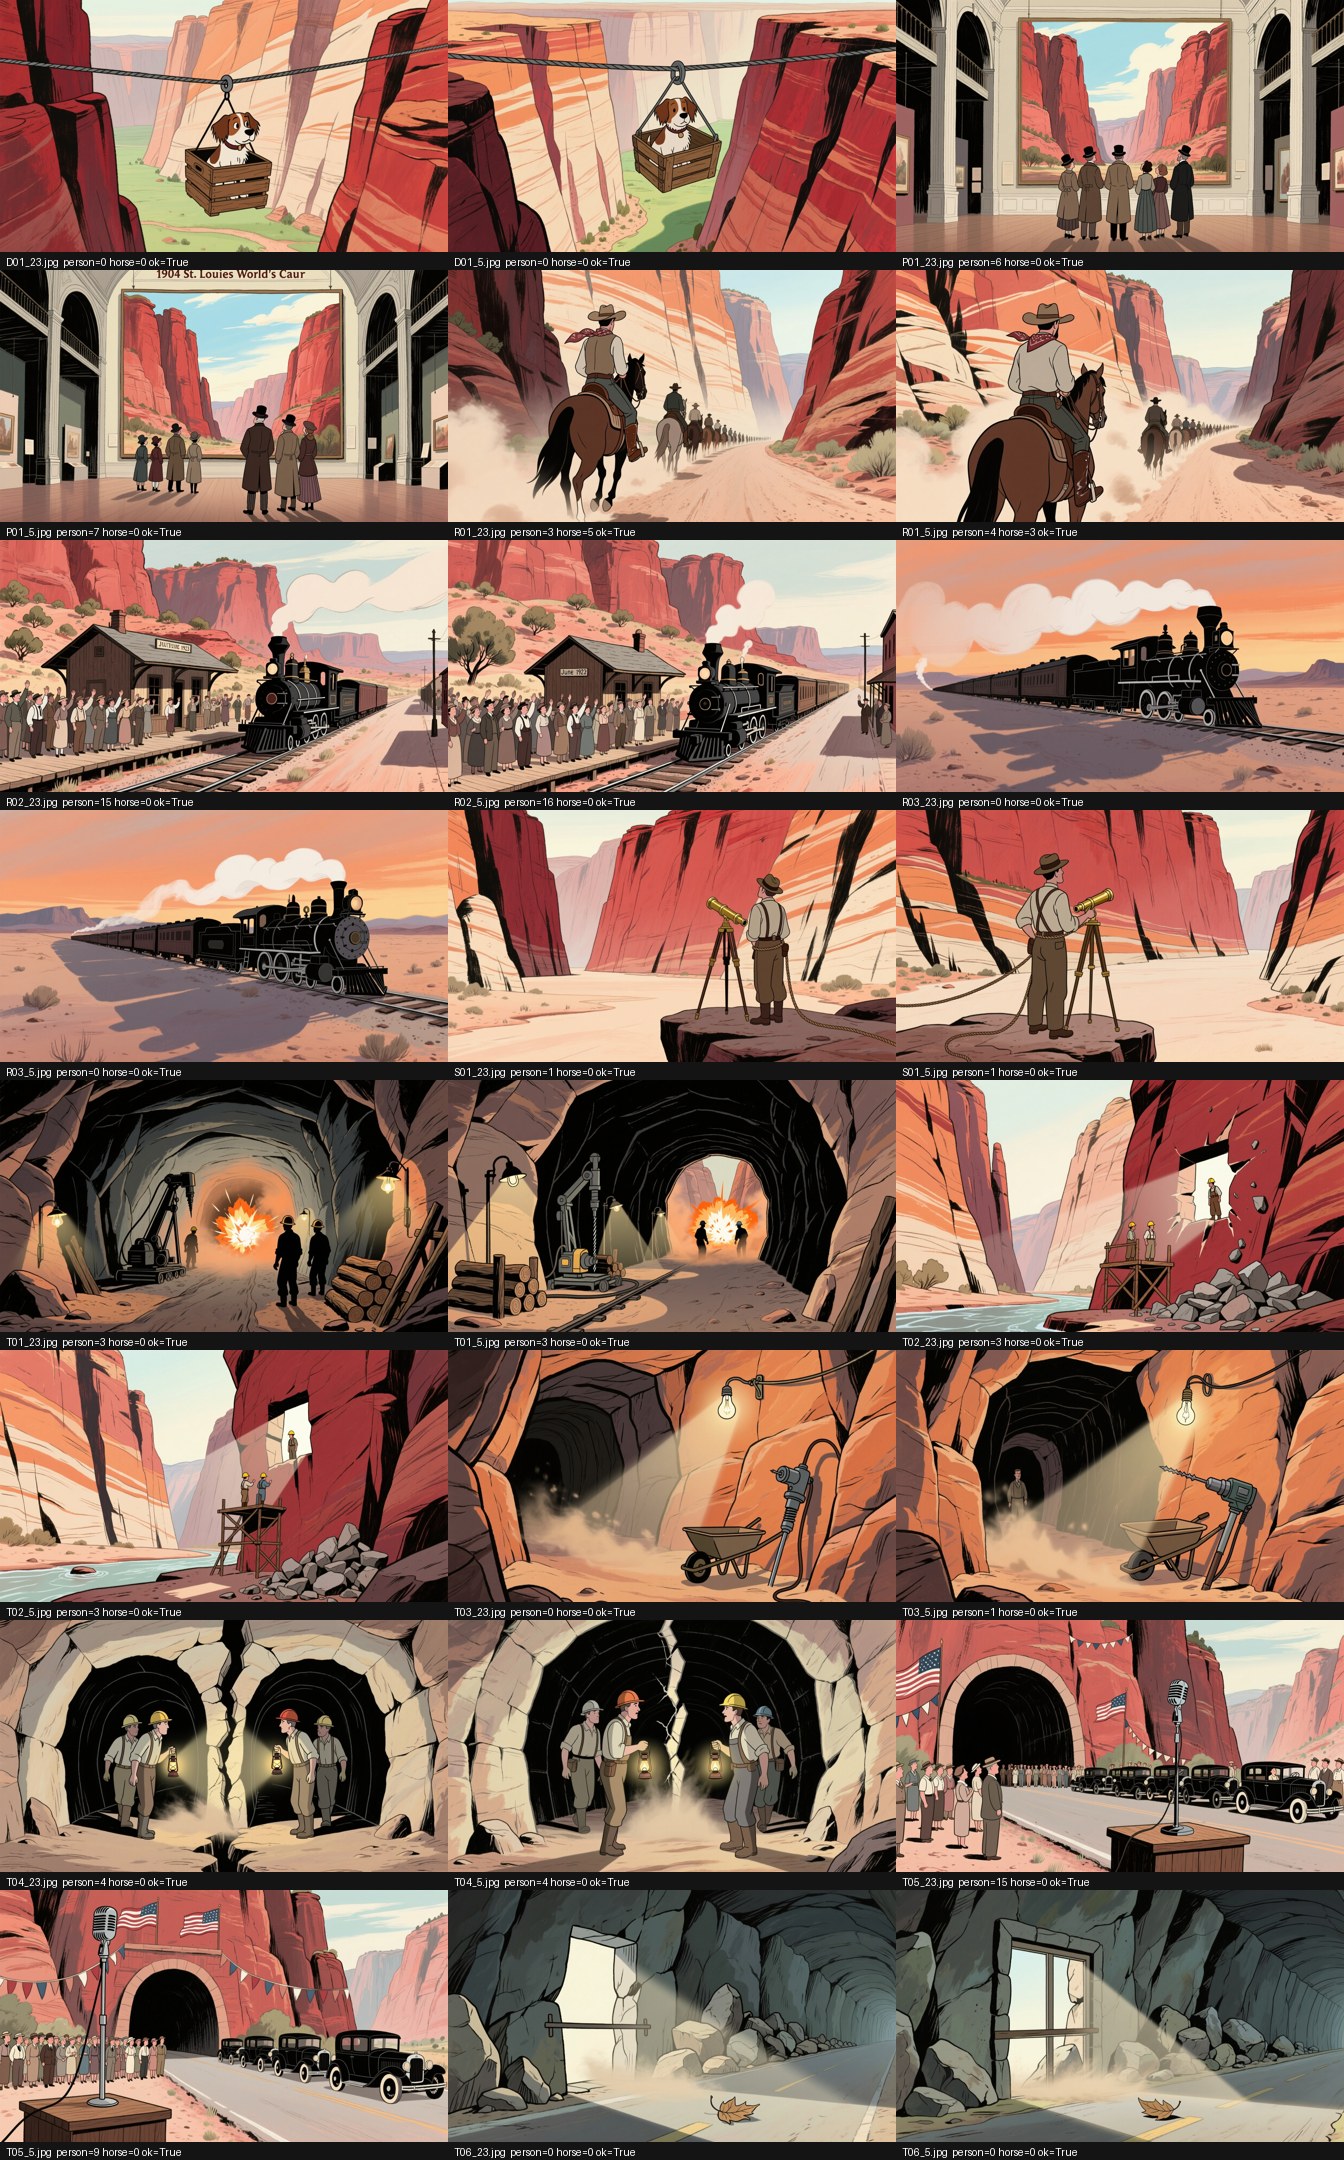 D01_23.jpg person=0 horse=0 ok=True
D01_5.jpg person=0 horse=0 ok=True
P01_23.jpg person=6 horse=0 ok=True
1904 St. Louies World's Caur
P01_5.jpg person=7 horse=0 ok=True
R01_23.jpg person=3 horse=5 ok=True
R01_5.jpg person=4 horse=3 ok=True
June 1922
R02_23.jpg person=15 horse=0 ok=True
R02_5.jpg person=16 horse=0 ok=True
R03_23.jpg person=0 horse=0 ok=True
R03_5.jpg person=0 horse=0 ok=True
S01_23.jpg person=1 horse=0 ok=True
S01_5.jpg person=1 horse=0 ok=True
T01_23.jpg person=3 horse=0 ok=True
T01_5.jpg person=3 horse=0 ok=True
T02_23.jpg person=3 horse=0 ok=True
T02_5.jpg person=3 horse=0 ok=True
T03_23.jpg person=0 horse=0 ok=True
T03_5.jpg person=1 horse=0 ok=True
T04_23.jpg person=4 horse=0 ok=True
T04_5.jpg person=4 horse=0 ok=True
T05_23.jpg person=15 horse=0 ok=True
T05_5.jpg person=9 horse=0 ok=True
T06_23.jpg person=0 horse=0 ok=True
T06_5.jpg person=0 horse=0 ok=True